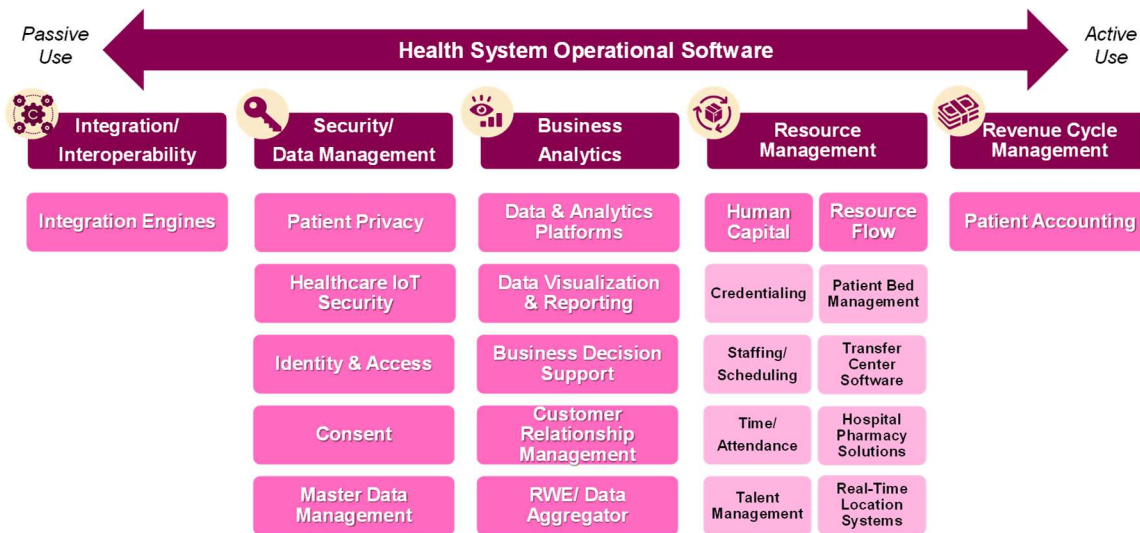 Passive
Use
Health System Operational Software
Active
Use
Integration/
Interoperability
Security/
Data Management
Business
Analytics
Resource
Management
Revenue Cycle
Management
Integration Engines
Patient Privacy
Healthcare IoT
Security
Identity & Access
Consent
Master Data
Management
Data & Analytics
Platforms
Data Visualization
& Reporting
Business Decision
Support
Customer
Relationship
Management
RWE/ Data
Aggregator
Human
Capital
Credentialing
Staffing/
Scheduling
Time/
Attendance
Talent
Management
Resource
Flow
Patient Bed
Management
Transfer
Center
Software
Hospital
Pharmacy
Solutions
Real-Time
Location
Systems
Patient Accounting